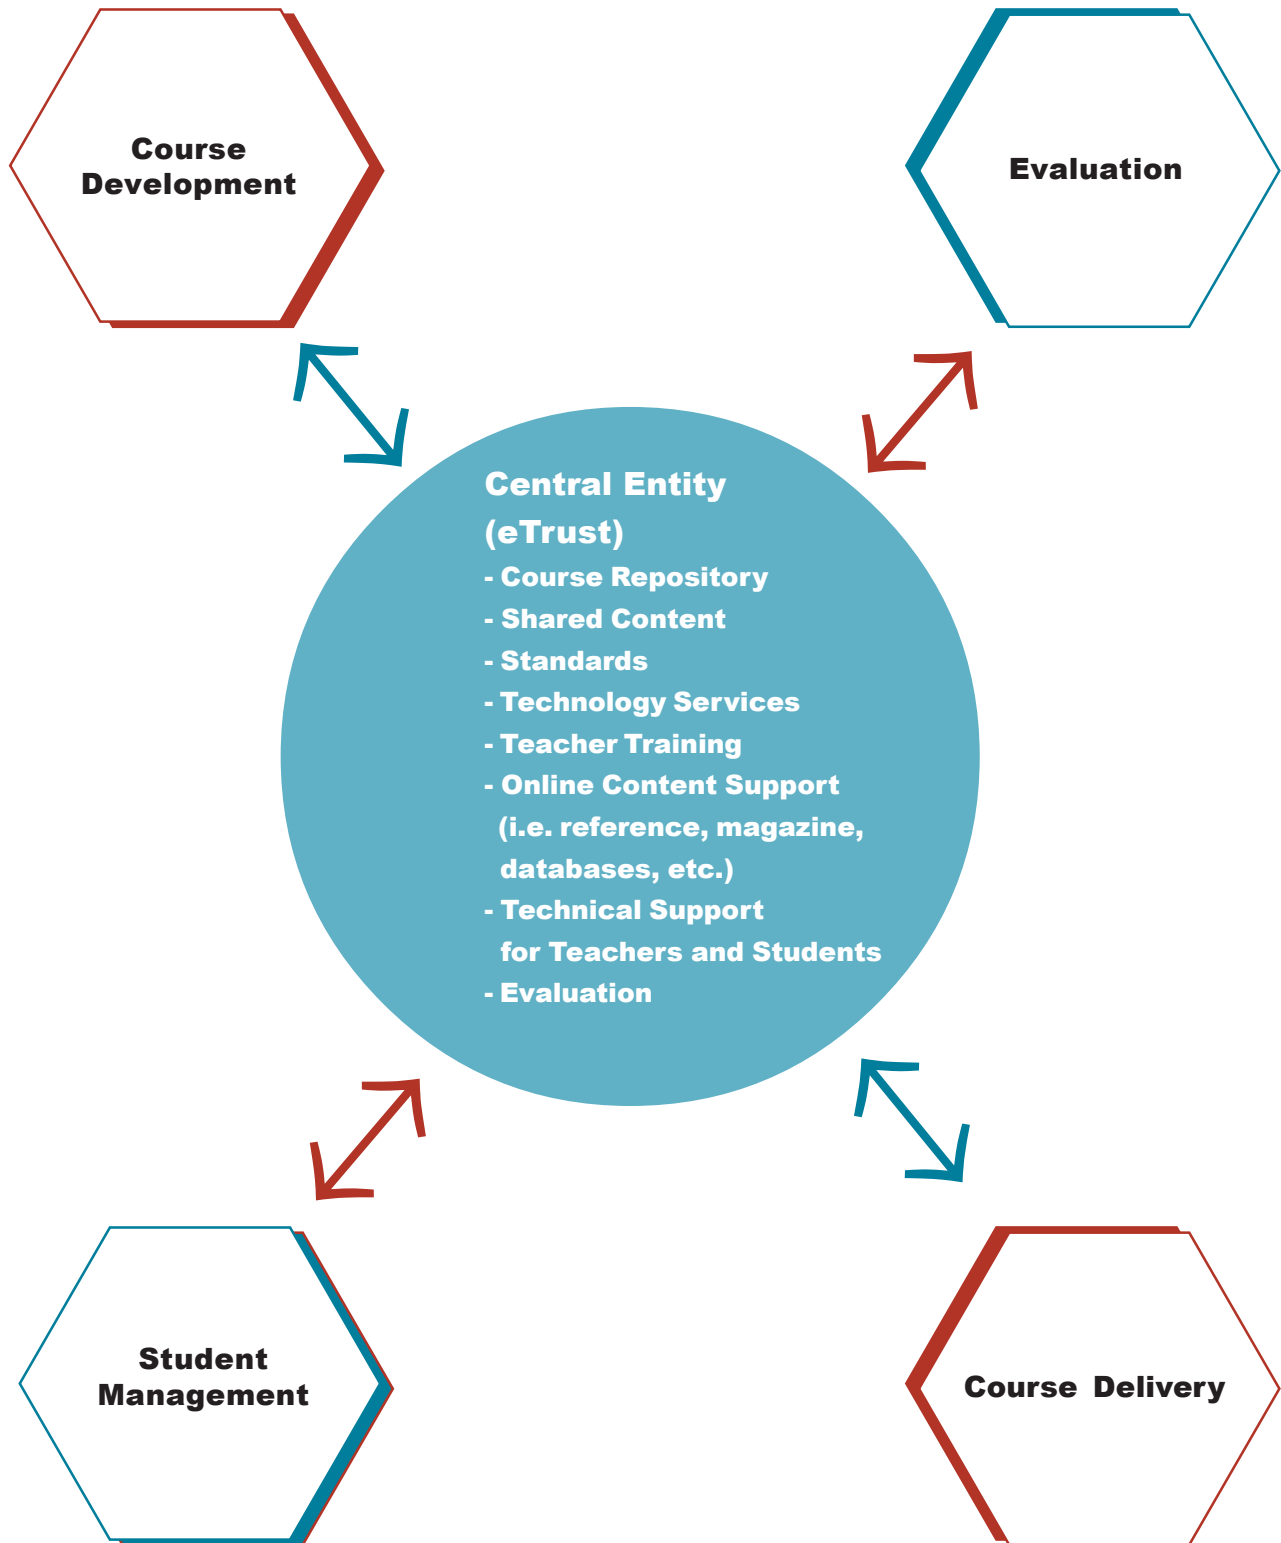 Course
Development
Evaluation
Central Entity
(eTrust)
- Course Repository
- Shared Content
- Standards
- Technology Services
- Teacher Training
- Online Content Support
(i.e. reference, magazine,
databases, etc.)
- Technical Support
for Teachers and Students
- Evaluation
Student
Management
Course Delivery